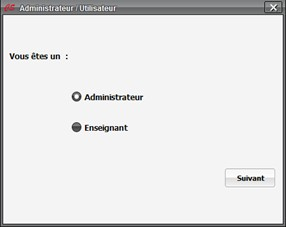 Administrateur / Utilisateur
Vous êtes un :
Administrateur
Enseignant
Suivant